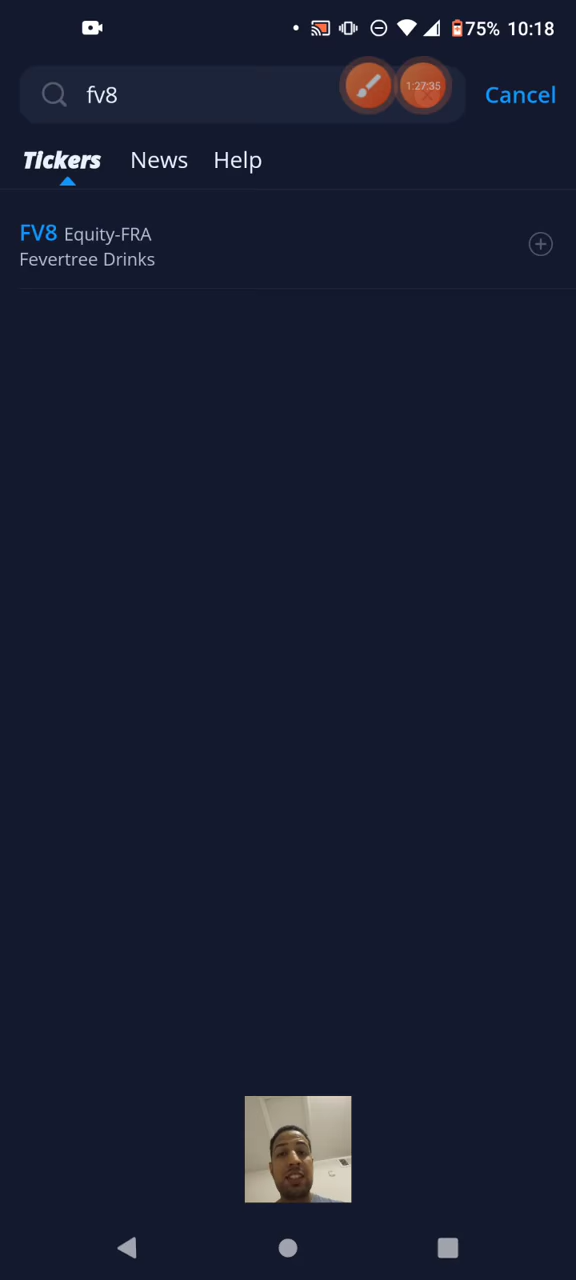 75% 10:18
fv8
1:27:35
Cancel
Tickers News Help
FV8 Equity-FRA
Fevertree Drinks